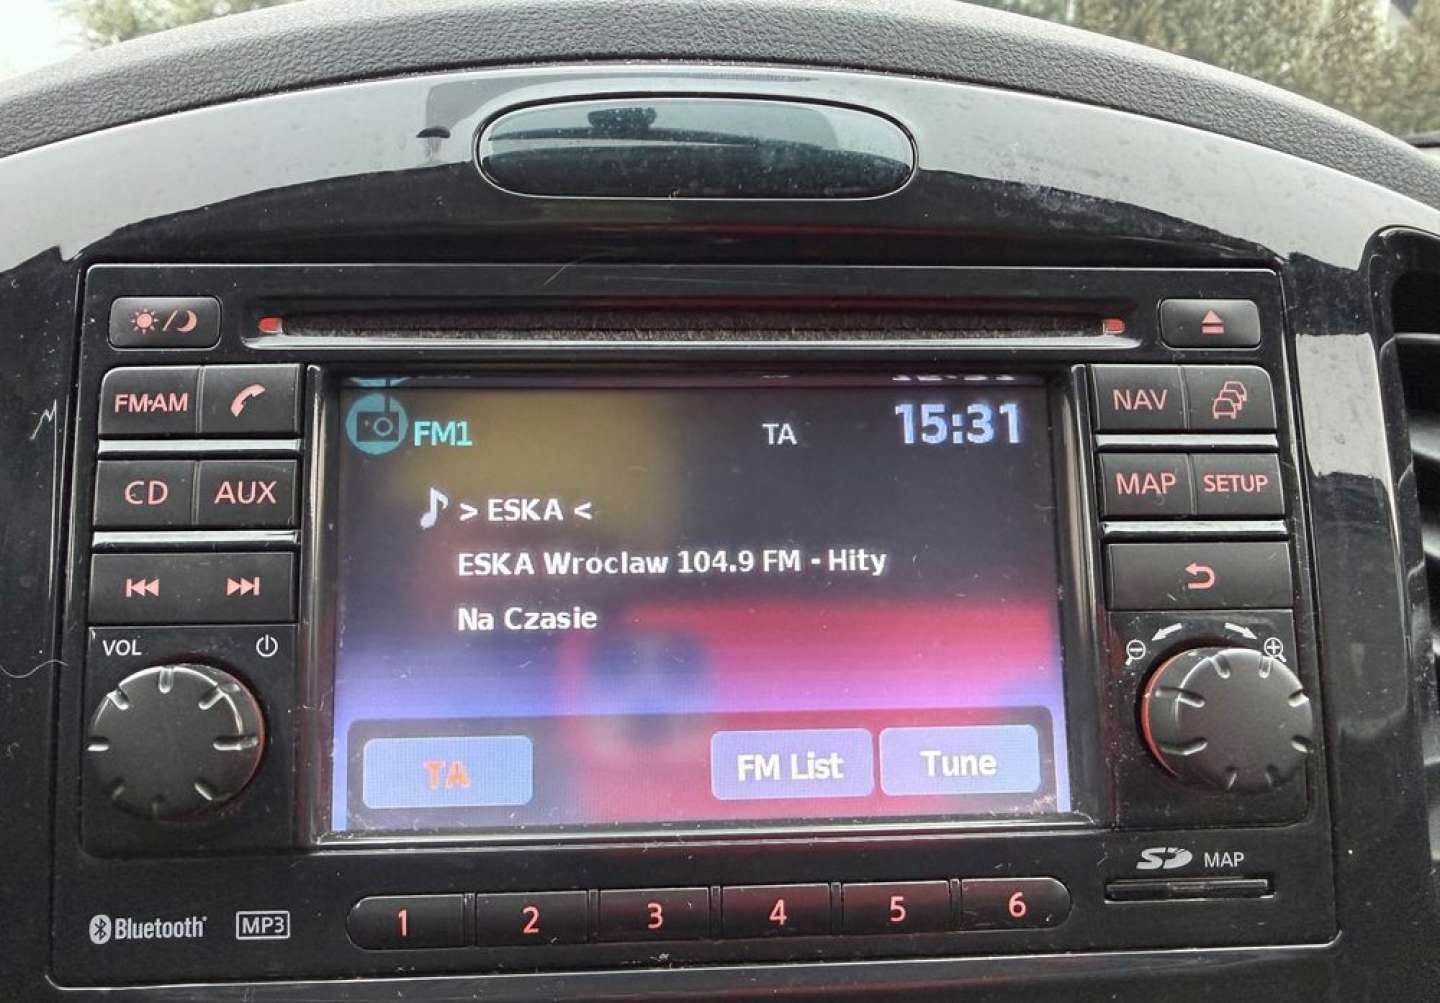 FM·AM
NAV
FM1
TA
15:31
CD
AUX
MAP
SETUP
> ESKA <
ESKA Wroclaw 104.9 FM - Hity
Na Czasie
VOL
TA
FM List
Tune
SD MAP
Bluetooth
MP3
1
2
3
4
5
6